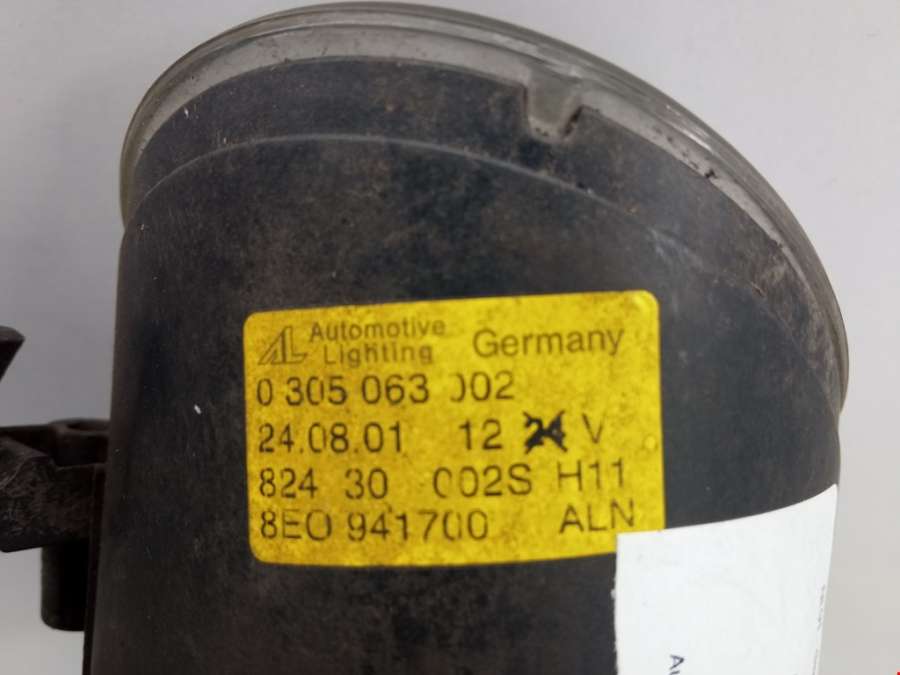 AL Automotive Lighting Germany
0 305 063 002
24.08.01 12 24 V
824 30 002S H11
8E0 941700 ALN